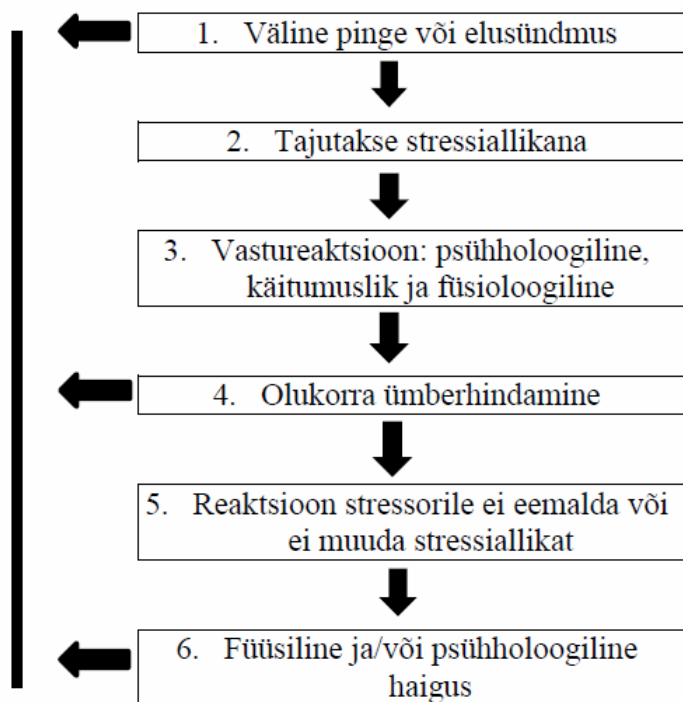 1. Väline pinge või elusündmus
2. Tajutakse stressiallikana
3. Vastureaktsioon: psühholoogiline,
käitumuslik ja füsioloogiline
4. Olukorra ümberhindamine
5. Reaktsioon stressorile ei eemalda või
ei muuda stressiallikat
6. Füüsiline ja/või psühholoogiline
haigus